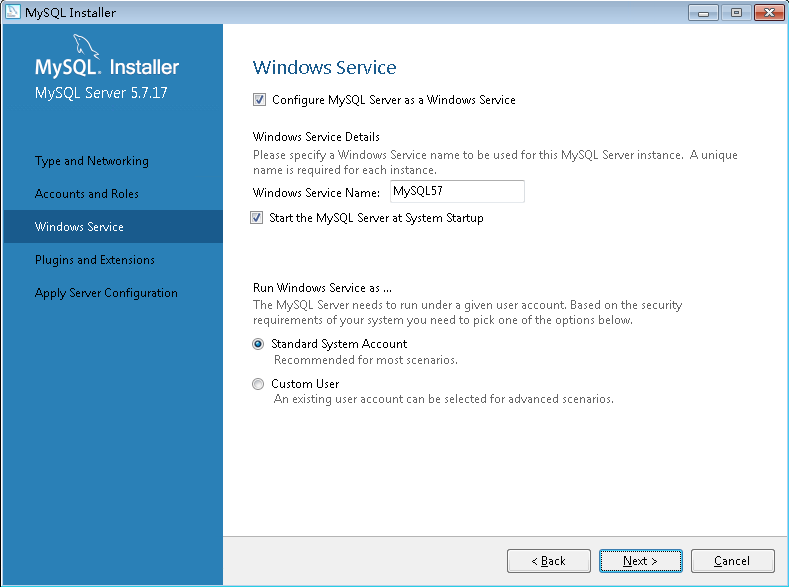 MySQL Installer
MySQL. Installer
MySQL Server 5.7.17
Type and Networking
Accounts and Roles
Windows Service
Plugins and Extensions
Apply Server Configuration
Windows Service
Configure MySQL Server as a Windows Service
Windows Service Details
Please specify a Windows Service name to be used for this MySQL Server instance. A unique
name is required for each instance.
Windows Service Name: MySQL57
Start the MySQL Server at System Startup
Run Windows Service as ...
The MySQL Server needs to run under a given user account. Based on the security
requirements of your system you need to pick one of the options below.
Standard System Account
Recommended for most scenarios.
Custom User
An existing user account can be selected for advanced scenarios.
< Back
Next >
Cancel